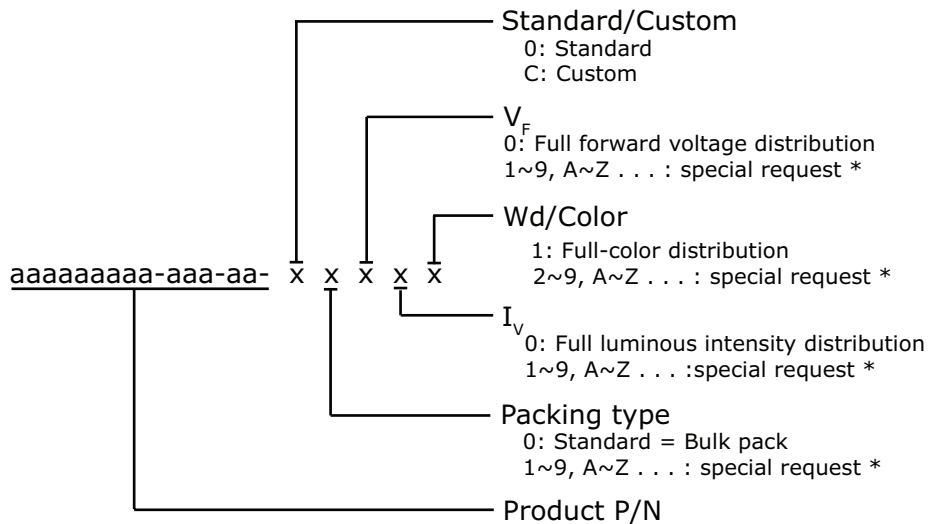 Standard/Custom
0: Standard
C: Custom
V_F
0: Full forward voltage distribution
1~9, A~Z . . . : special request *
Wd/Color
1: Full-color distribution
2~9, A~Z . . . : special request *
aaaaaaaaa-aaa-aa- x x x x x
I_V
0: Full luminous intensity distribution
1~9, A~Z . . . :special request *
Packing type
0: Standard = Bulk pack
1~9, A~Z . . . : special request *
Product P/N